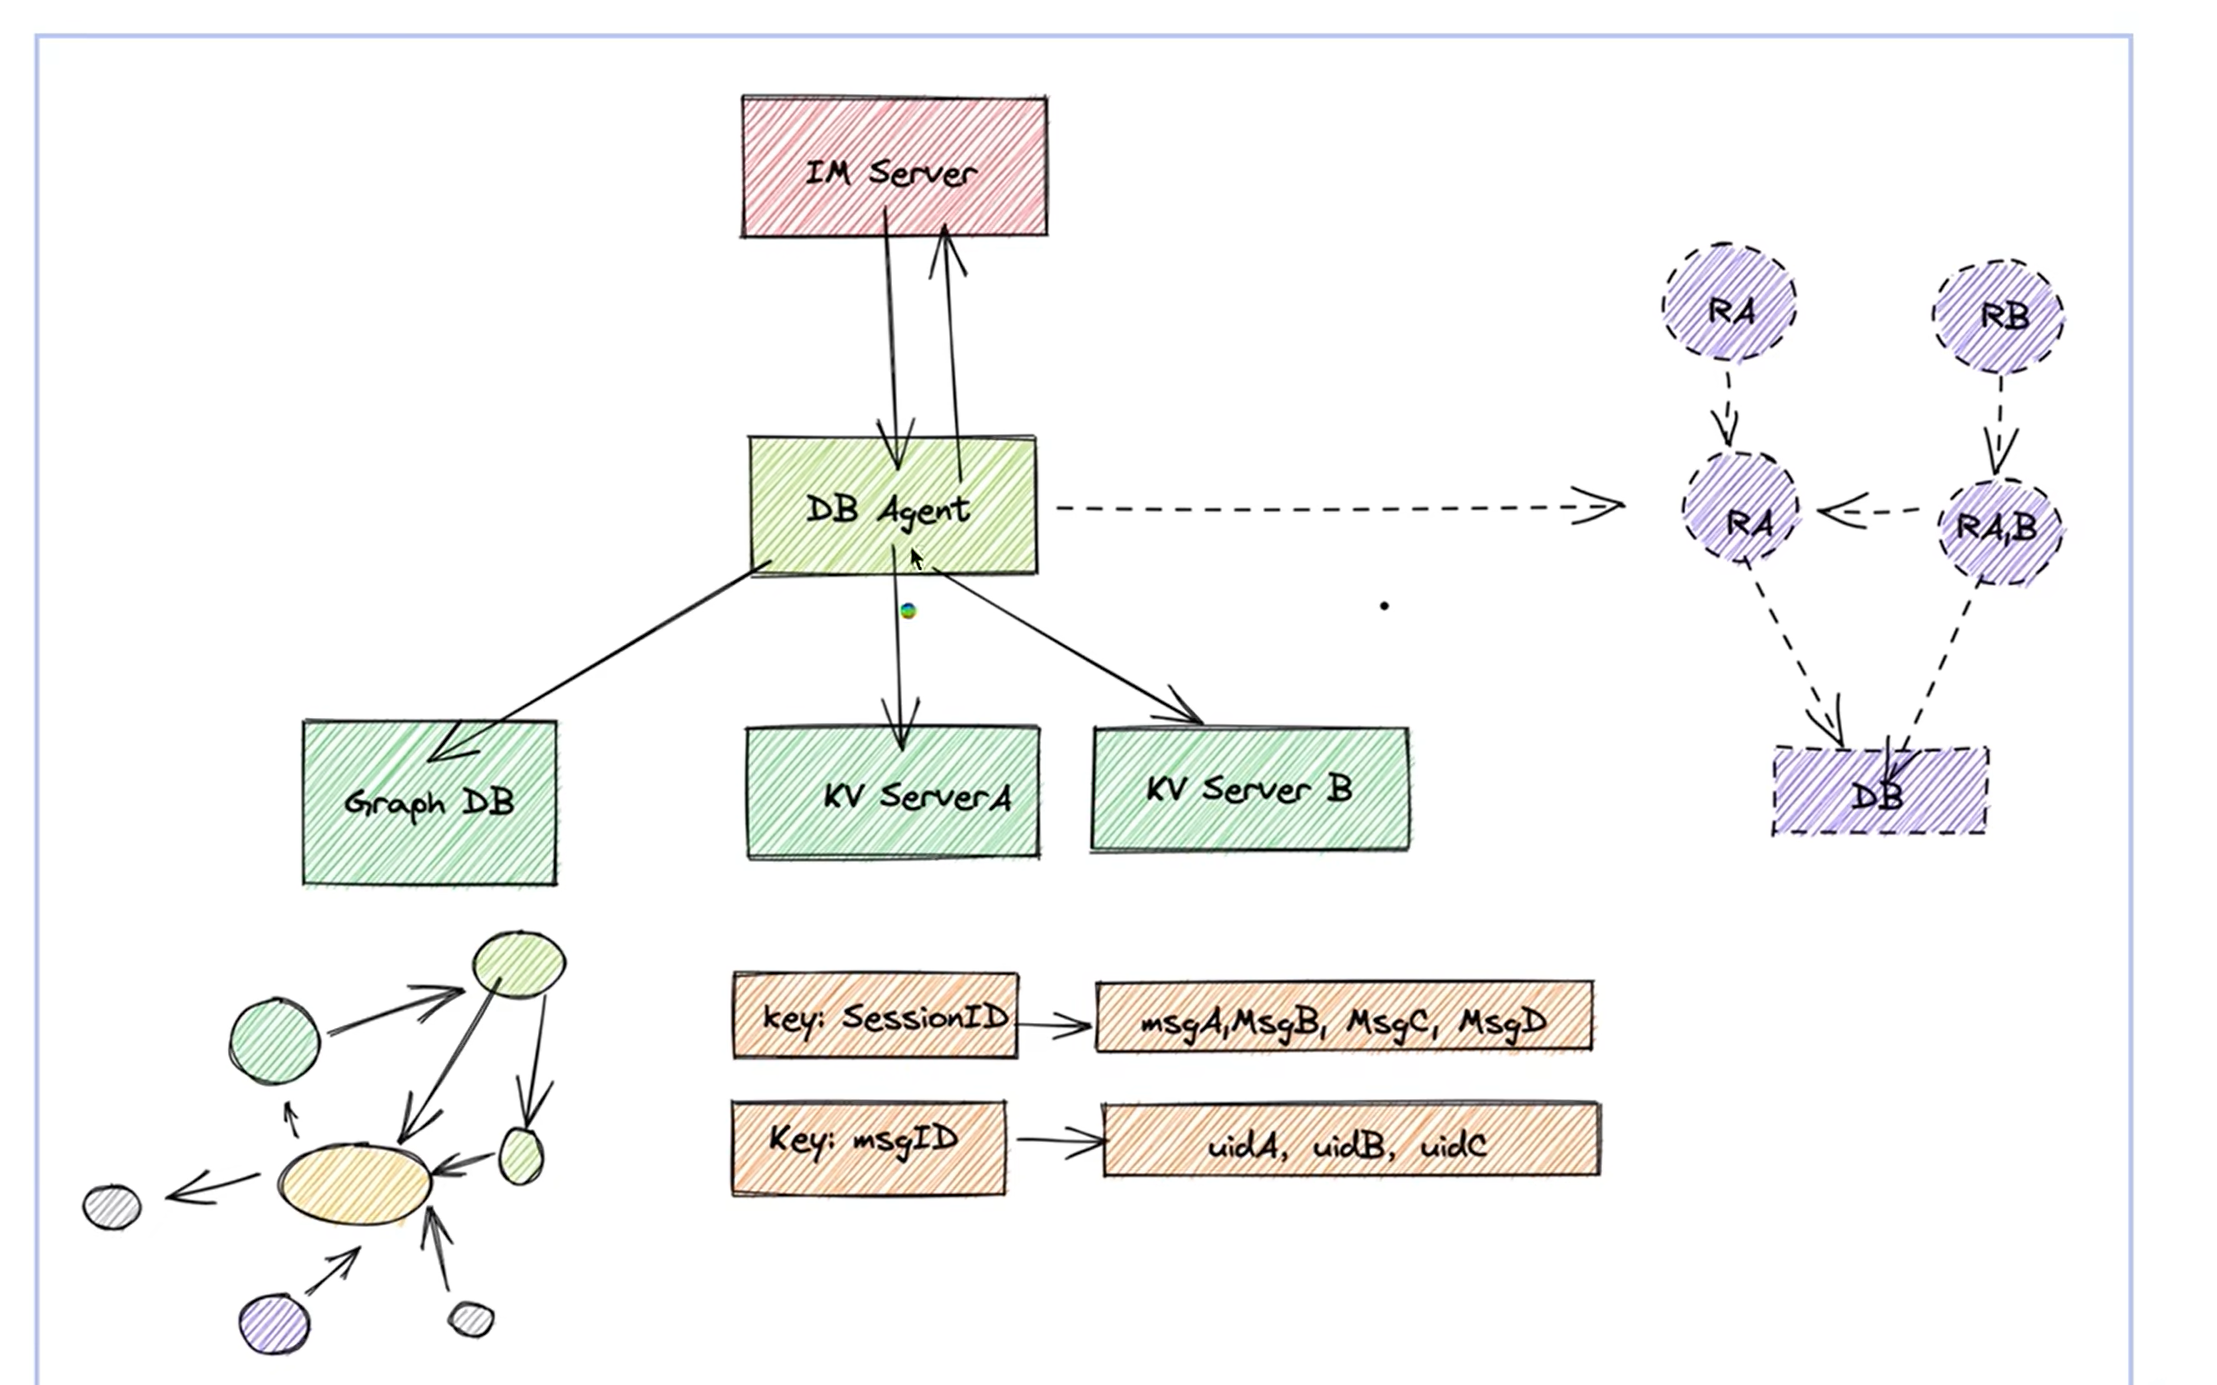 IM Server
RA
RB
DB Agent
RA
RA,B
Graph DB
KV ServerA
KV Server B
DB
key: SessionID
msgA,MsgB, MsgC, MsgD
Key: msgID
uidA, uidB, uidC